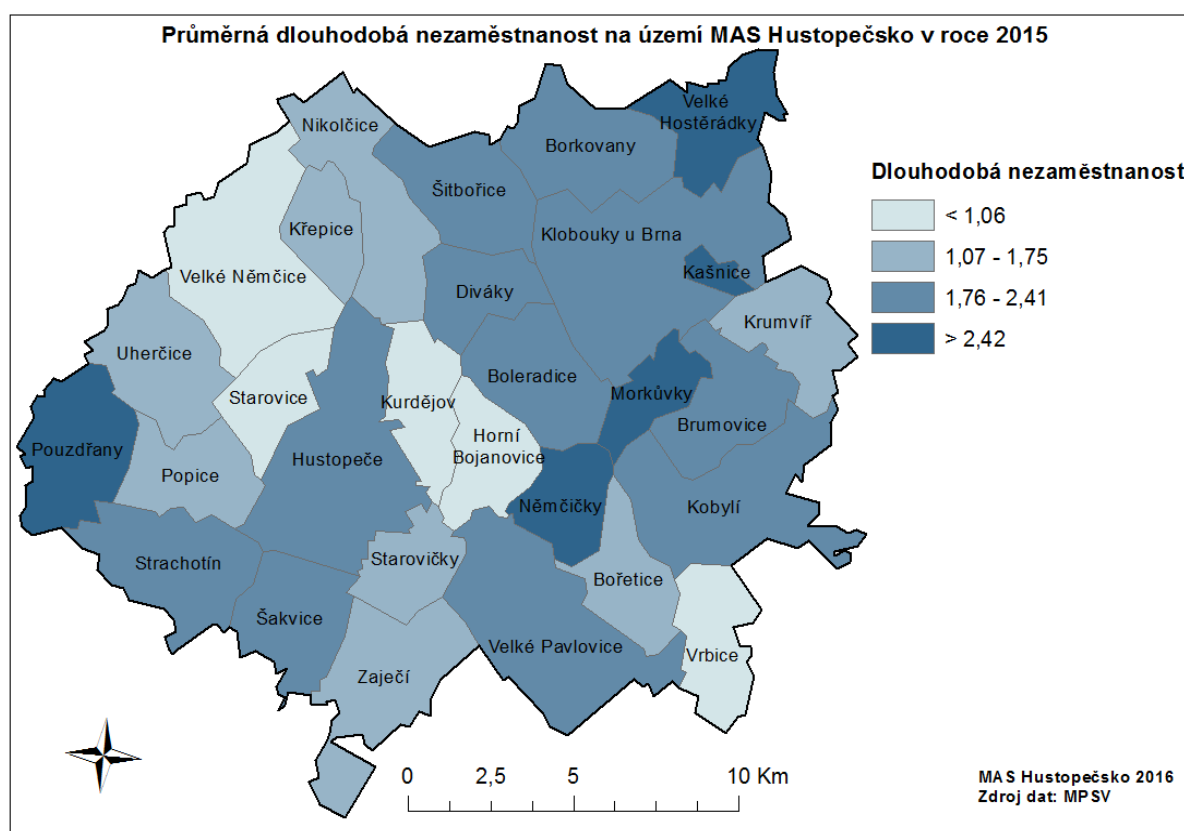 Průměrná dlouhodobá nezaměstnanost na území MAS Hustopečsko v roce 2015
Velké
Hostěrádky
Nikolčice
Borkovany
Šitbořice
Křepice
Klobouky u Brna
Velké Němčice
Kašnice
Diváky
Krumvíř
Uherčice
Boleradice
Starovice
Kurdějov
Morkůvky
Brumovice
Horní
Bojanovice
Pouzdřany
Hustopeče
Popice
Němčičky
Kobylí
Strachotín
Starovičky
Bořetice
Šakvice
Velké Pavlovice
Vrbice
Zaječí
Dlouhodobá nezaměstnanost
< 1,06
1,07 - 1,75
1,76 - 2,41
> 2,42
0 2,5 5 10 Km
MAS Hustopečsko 2016
Zdroj dat: MPSV